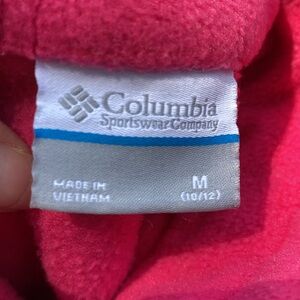 Columbia
Sportswear Company
MADE IN
VIETNAM
M
(10/12)